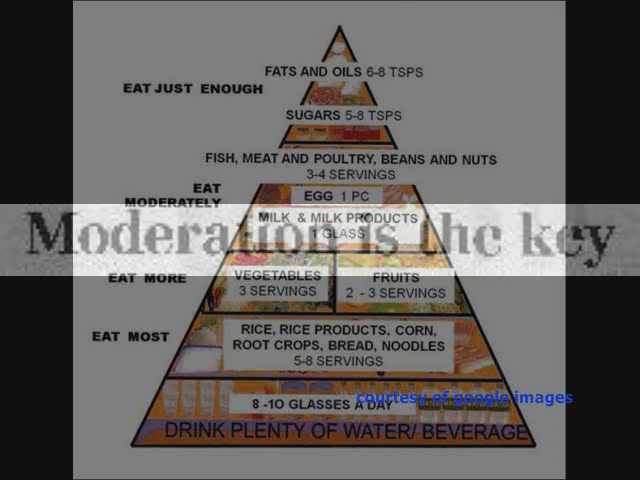 FATS AND OILS 6-8 TSPS
EAT JUST ENOUGH
SUGARS 5-8 TSPS
FISH, MEAT AND POULTRY, BEANS AND NUTS
3-4 SERVINGS
EAT
MODERATELY
EGG 1 PC
MILK & MILK PRODUCTS
1 GLASS
Moderation is the key
EAT MORE
VEGETABLES
3 SERVINGS
FRUITS
2 - 3 SERVINGS
EAT MOST
RICE, RICE PRODUCTS, CORN,
ROOT CROPS, BREAD, NOODLES
5-8 SERVINGS
courtesy of google images
8 -10 GLASSES A DAY
DRINK PLENTY OF WATER/ BEVERAGE